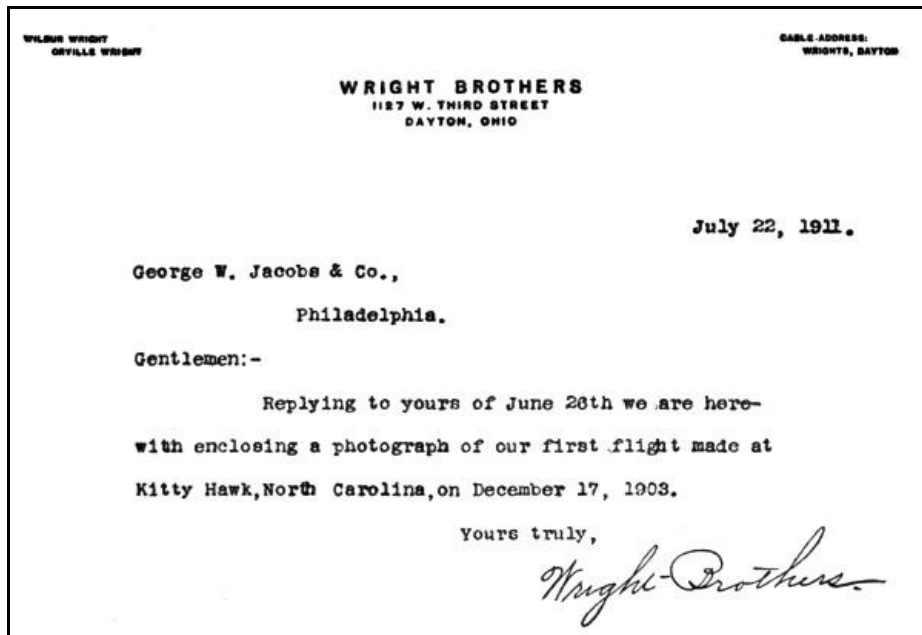 WILBUR WRIGHT
ORVILLE WRIGHT
CABLE-ADDRESS:
WRIGHTS, DAYTON
WRIGHT BROTHERS
1127 W. THIRD STREET
DAYTON, OHIO
July 22, 1911.
George W. Jacobs & Co.,
Philadelphia.
Gentlemen:-
Replying to yours of June 26th we are here-
with enclosing a photograph of our first flight made at
Kitty Hawk,North Carolina,on December 17, 1903.
Yours truly,
Wright Brothers.